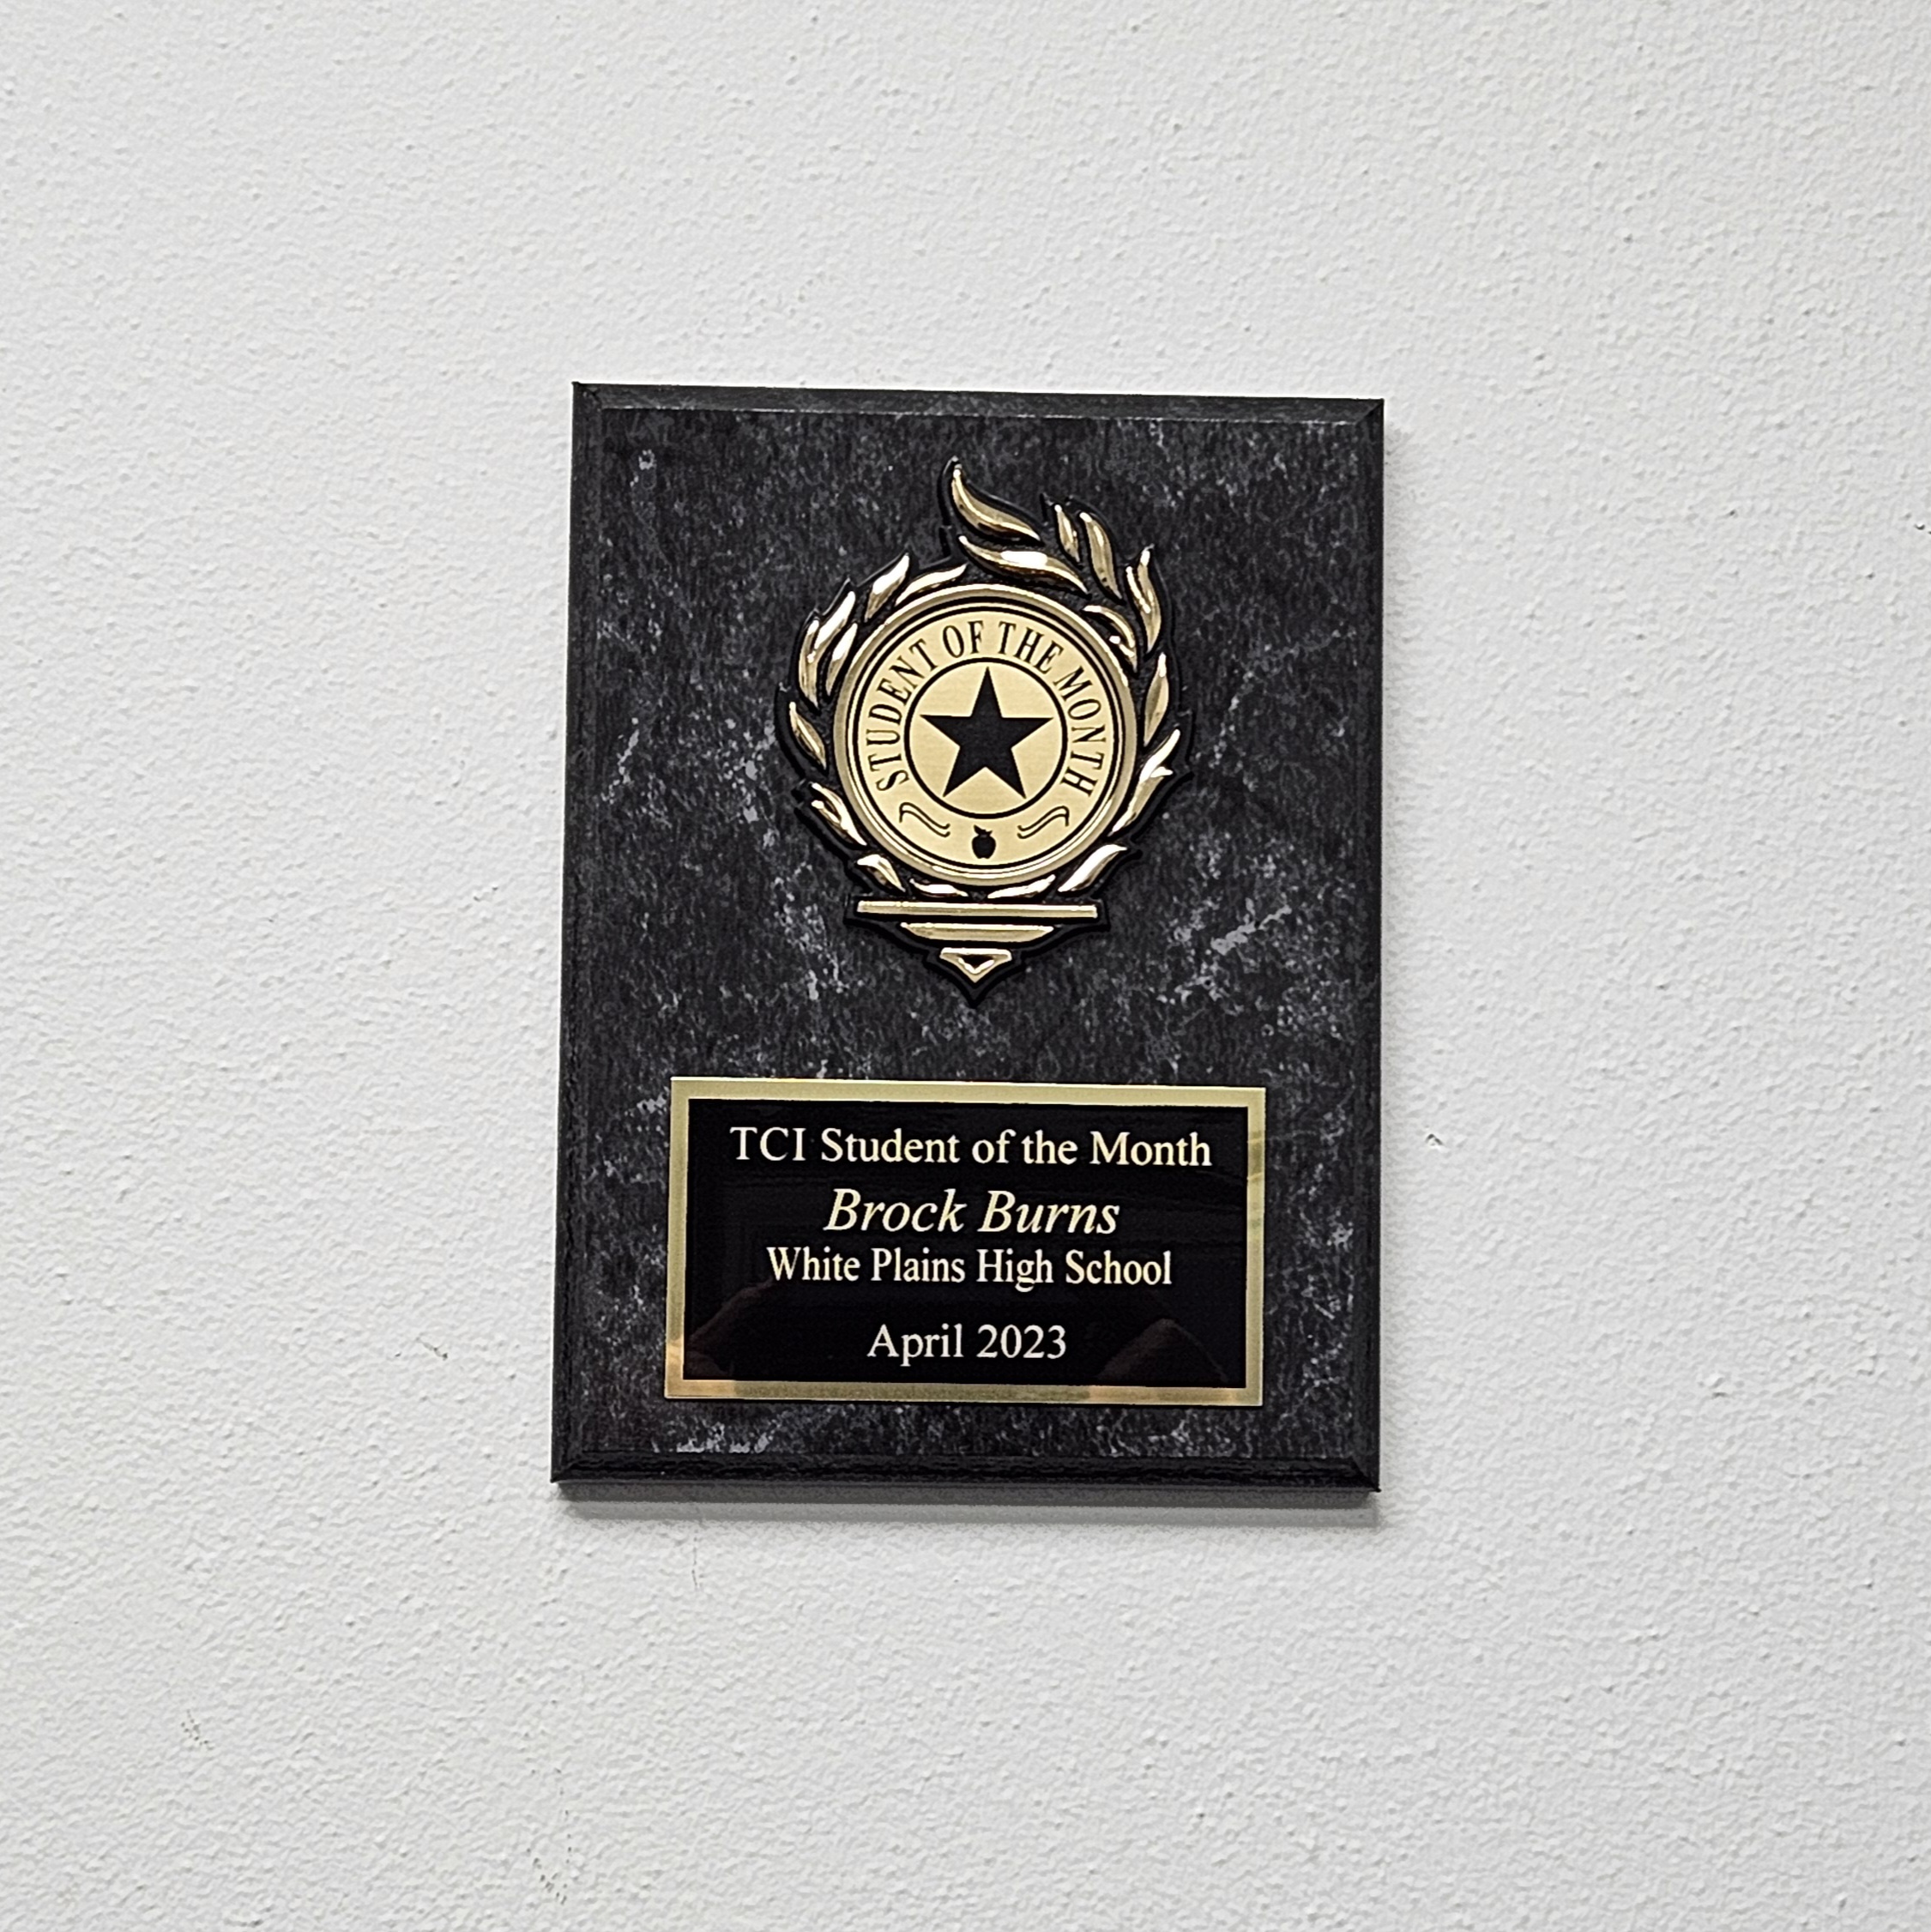 STUDENT OF THE MONTH
TCI Student of the Month
Brock Burns
White Plains High School
April 2023